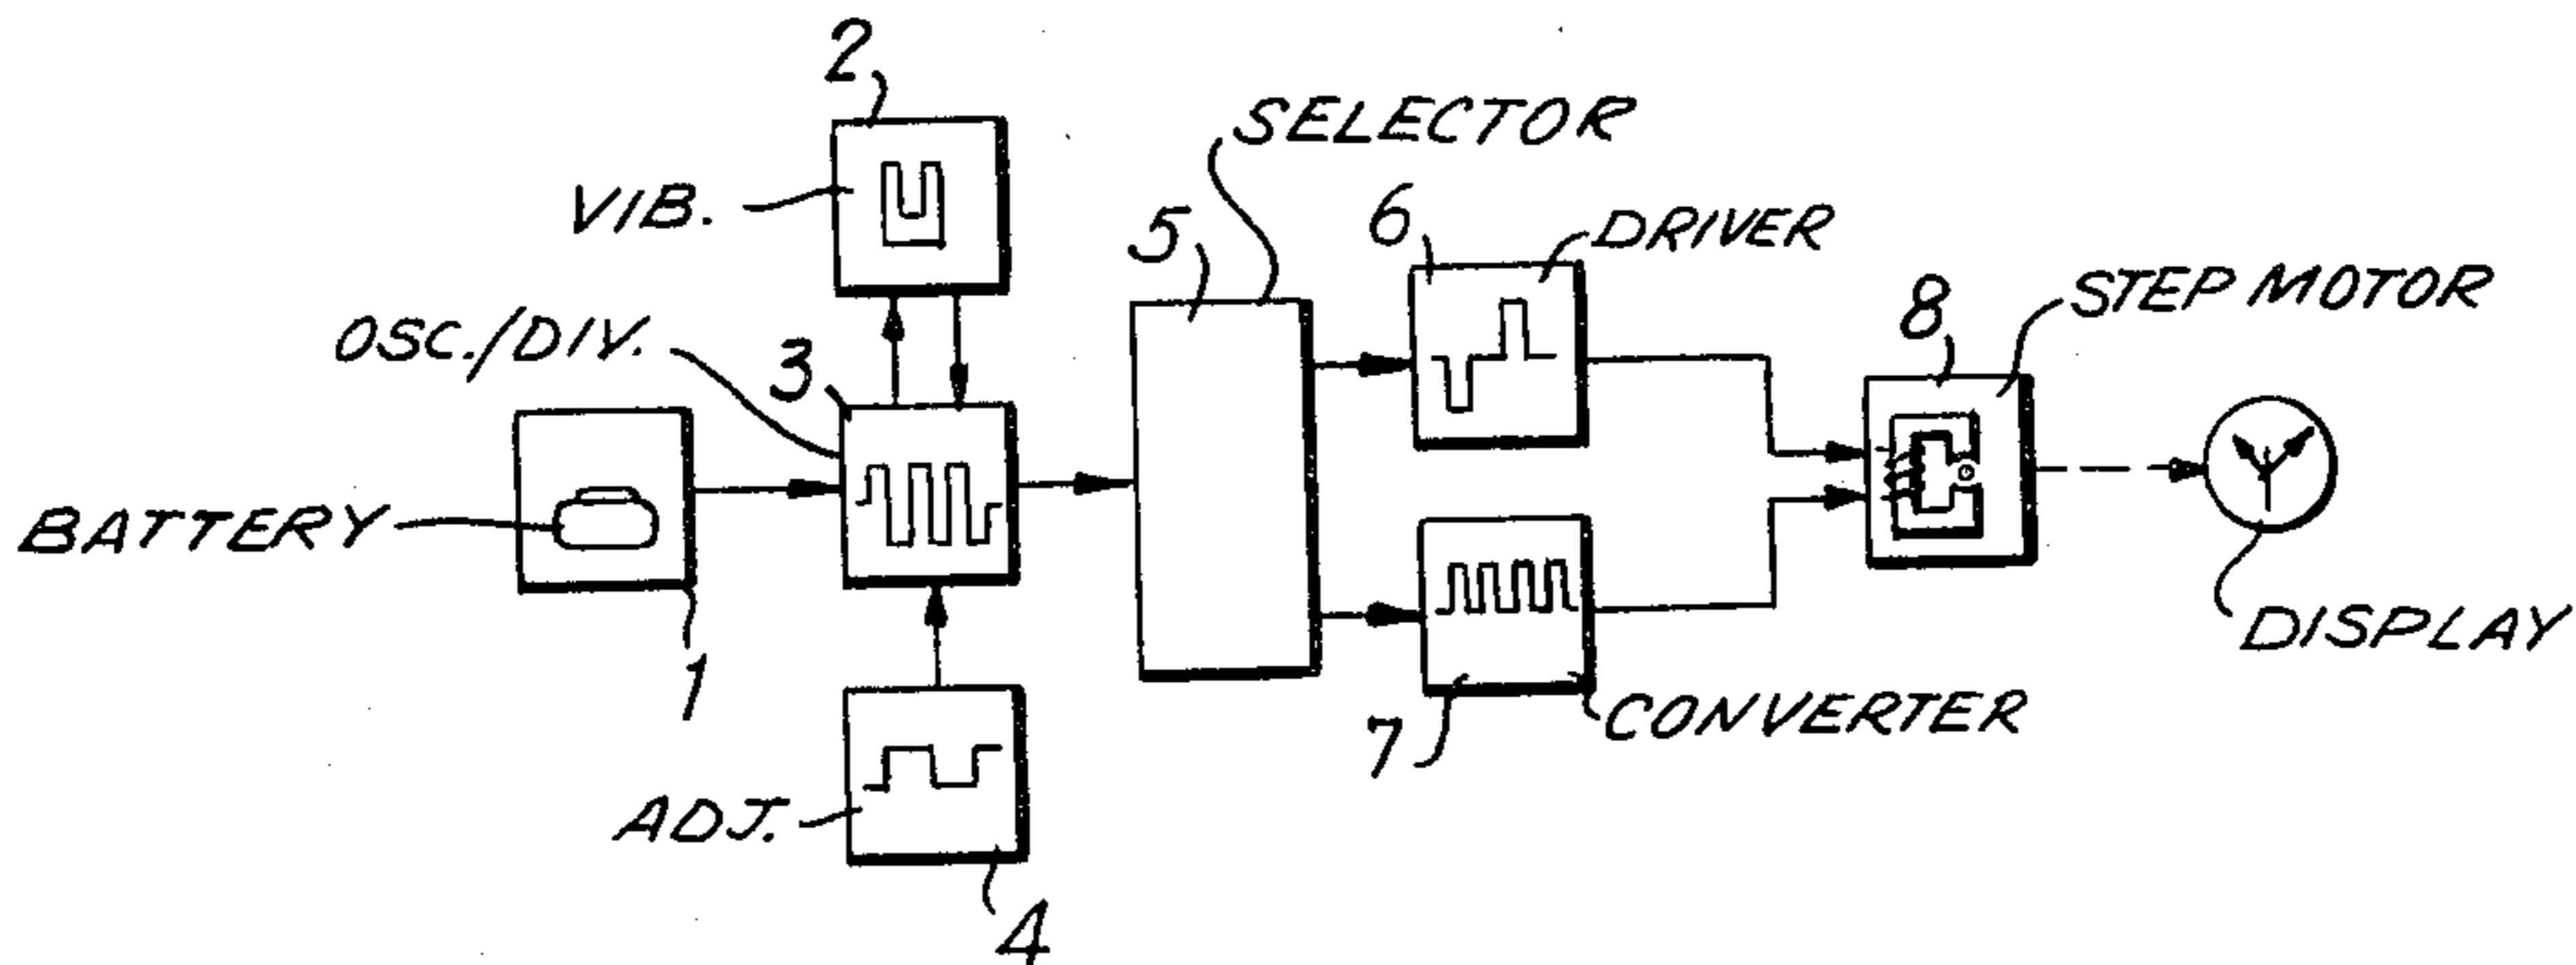 2
VIB.
SELECTOR
5
6
DRIVER
8
STEP MOTOR
OSC./DIV.
3
BATTERY
1
ADJ.
4
7
CONVERTER
DISPLAY